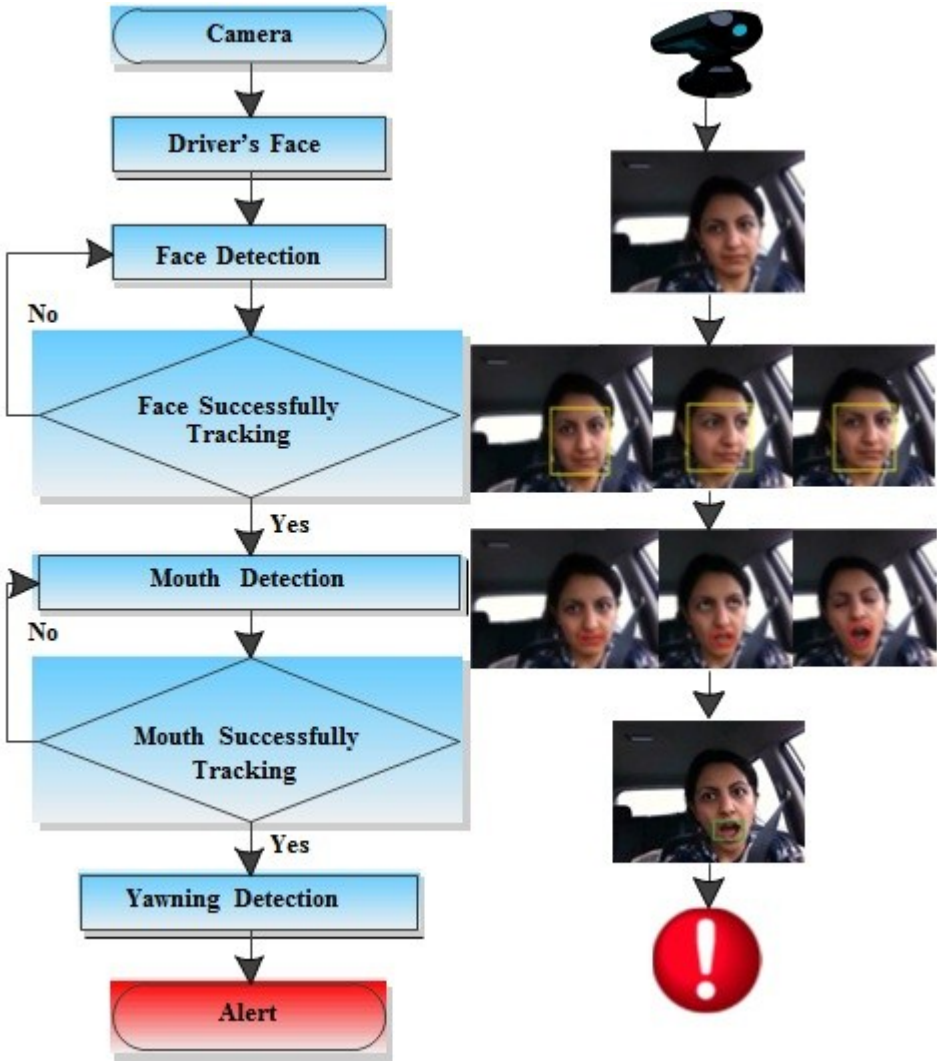 Camera
Driver's Face
Face Detection
No
Face Successfully
Tracking
Yes
Mouth Detection
No
Mouth Successfully
Tracking
Yes
Yawning Detection
Alert